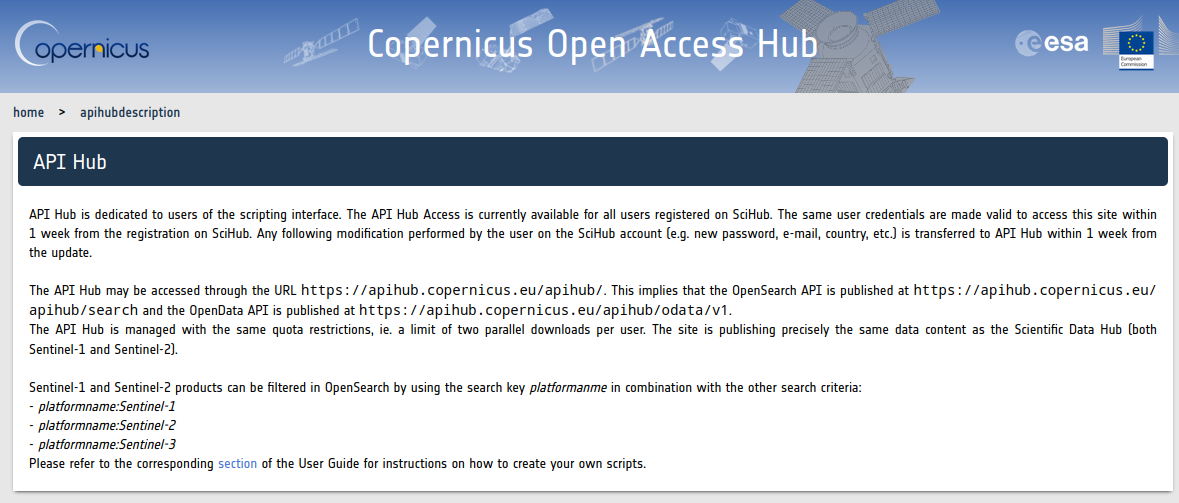 opernicus
Copernicus Open Access Hub
esa
European
Commission
home > apihubdescription
API Hub
API Hub is dedicated to users of the scripting interface. The API Hub Access is currently available for all users registered on SciHub. The same user credentials are made valid to access this site within
1 week from the registration on SciHub. Any following modification performed by the user on the SciHub account (e.g. new password, e-mail, country, etc.) is transferred to API Hub within 1 week from
the update.
The API Hub may be accessed through the URL https://apihub.copernicus.eu/apihub/. This implies that the OpenSearch API is published at https://apihub.copernicus.eu/
apihub/search and the OpenData API is published at https://apihub.copernicus.eu/apihub/odata/v1.
The API Hub is managed with the same quota restrictions, ie. a limit of two parallel downloads per user. The site is publishing precisely the same data content as the Scientific Data Hub (both
Sentinel-1 and Sentinel-2).
Sentinel-1 and Sentinel-2 products can be filtered in OpenSearch by using the search key platformanme in combination with the other search criteria:
- platformname:Sentinel-1
- platformname:Sentinel-2
- platformname:Sentinel-3
Please refer to the corresponding section of the User Guide for instructions on how to create your own scripts.